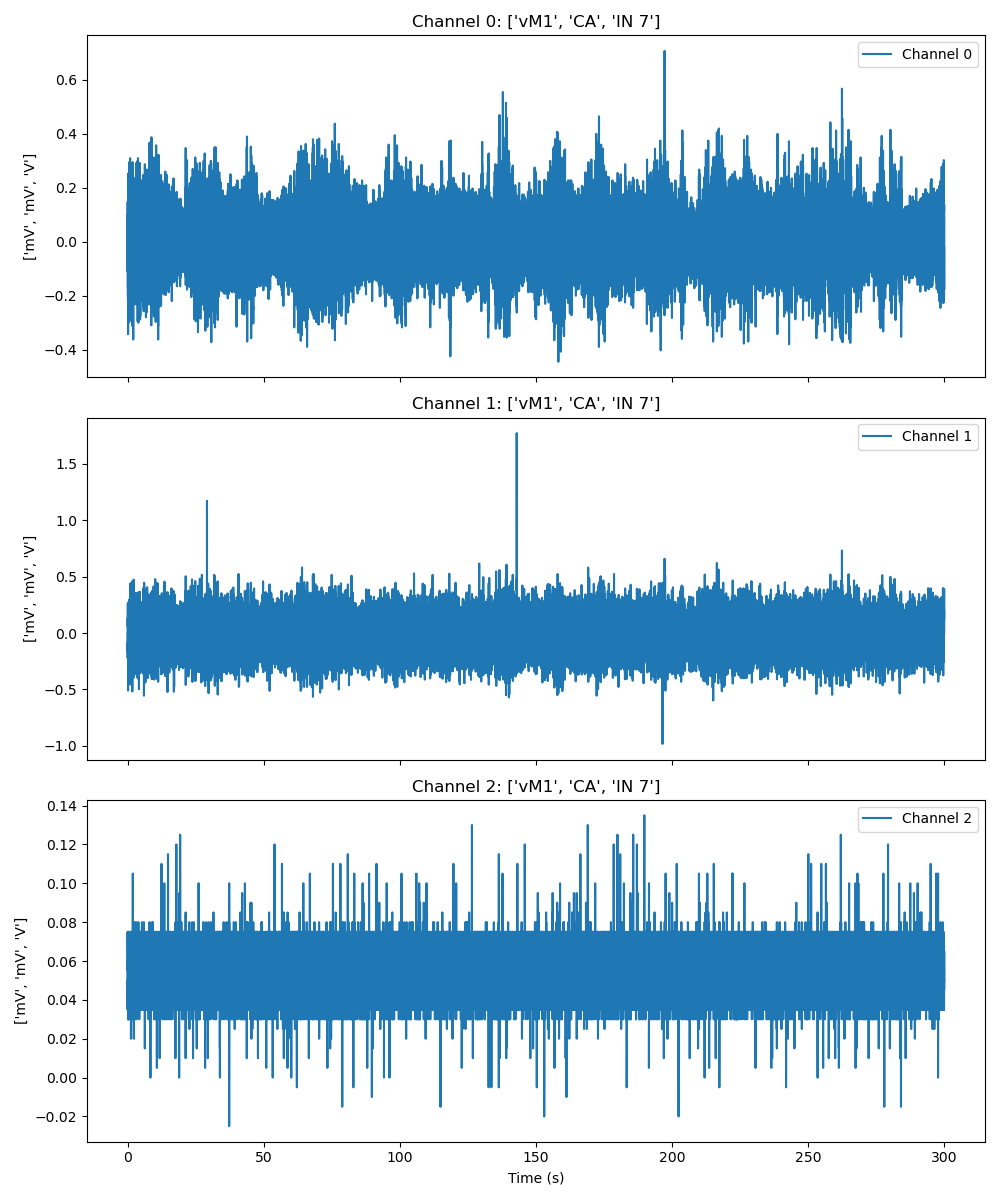 Channel 0: ['vM1', 'CA', 'IN 7']
Channel 0
['mV', 'mV', 'V']
0.6
0.4
0.2
0.0
−0.2
−0.4
Channel 1: ['vM1', 'CA', 'IN 7']
Channel 1
['mV', 'mV', 'V']
1.5
1.0
0.5
0.0
−0.5
−1.0
Channel 2: ['vM1', 'CA', 'IN 7']
Channel 2
['mV', 'mV', 'V']
0.14
0.12
0.10
0.08
0.06
0.04
0.02
0.00
−0.02
0 50 100 150 200 250 300
Time (s)